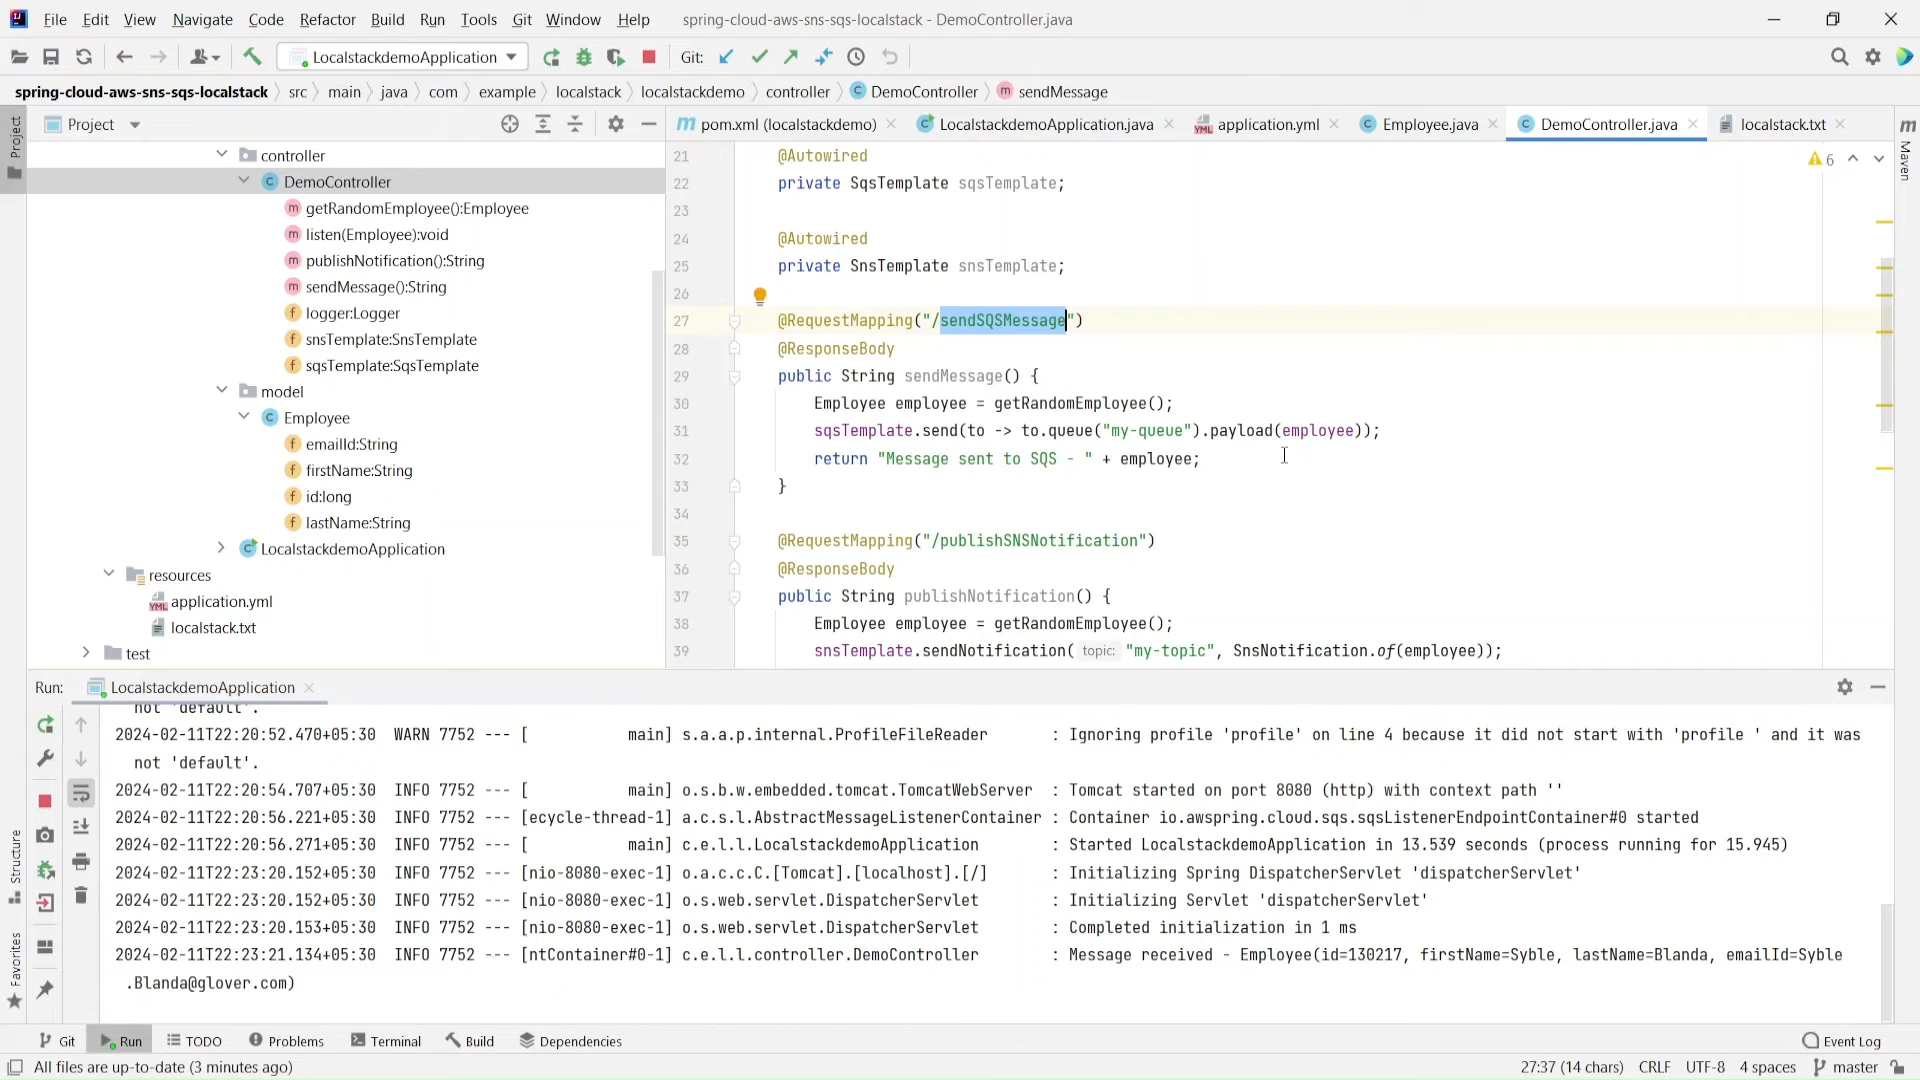 File Edit View Navigate Code Refactor Build Run Tools Git Window Help spring-cloud-aws-sns-sqs-localstack - DemoController.java
LocalstackdemoApplication Git:
spring-cloud-aws-sns-sqs-localstack src main java com example localstack localstackdemo controller DemoController sendMessage
Project
Project
pom.xml (localstackdemo) LocalstackdemoApplication.java application.yml Employee.java DemoController.java localstack.txt
Maven
controller
DemoController
getRandomEmployee():Employee
listen(Employee):void
publishNotification():String
sendMessage():String
logger:Logger
snsTemplate:SnsTemplate
sqsTemplate:SqsTemplate
model
Employee
emailId:String
firstName:String
id:long
lastName:String
LocalstackdemoApplication
resources
application.yml
localstack.txt
test
6
21 @Autowired
22 private SqsTemplate sqsTemplate;
23
24 @Autowired
25 private SnsTemplate snsTemplate;
26
27 @RequestMapping("/sendSQSMessage")
28 @ResponseBody
29 public String sendMessage() {
30 Employee employee = getRandomEmployee();
31 sqsTemplate.send(to -> to.queue("my-queue").payload(employee));
32 return "Message sent to SQS - " + employee;
33 }
34
35 @RequestMapping("/publishSNSNotification")
36 @ResponseBody
37 public String publishNotification() {
38 Employee employee = getRandomEmployee();
39 snsTemplate.sendNotification( topic: "my-topic", SnsNotification.of(employee));
Run: LocalstackdemoApplication
not 'default'.
2024-02-11T22:20:52.470+05:30 WARN 7752 --- [ main] s.a.a.p.internal.ProfileFileReader : Ignoring profile 'profile' on line 4 because it did not start with 'profile ' and it was
not 'default'.
2024-02-11T22:20:54.707+05:30 INFO 7752 --- [ main] o.s.b.w.embedded.tomcat.TomcatWebServer : Tomcat started on port 8080 (http) with context path ''
2024-02-11T22:20:56.221+05:30 INFO 7752 --- [ecycle-thread-1] a.c.s.l.AbstractMessageListenerContainer : Container io.awspring.cloud.sqs.sqsListenerEndpointContainer#0 started
2024-02-11T22:20:56.271+05:30 INFO 7752 --- [ main] c.e.l.l.LocalstackdemoApplication : Started LocalstackdemoApplication in 13.539 seconds (process running for 15.945)
2024-02-11T22:23:20.152+05:30 INFO 7752 --- [nio-8080-exec-1] o.a.c.c.C.[Tomcat].[localhost].[/] : Initializing Spring DispatcherServlet 'dispatcherServlet'
2024-02-11T22:23:20.152+05:30 INFO 7752 --- [nio-8080-exec-1] o.s.web.servlet.DispatcherServlet : Initializing Servlet 'dispatcherServlet'
2024-02-11T22:23:20.153+05:30 INFO 7752 --- [nio-8080-exec-1] o.s.web.servlet.DispatcherServlet : Completed initialization in 1 ms
2024-02-11T22:23:21.134+05:30 INFO 7752 --- [ntContainer#0-1] c.e.l.l.controller.DemoController : Message received - Employee(id=130217, firstName=Syble, lastName=Blanda, emailId=Syble
.Blanda@glover.com)
Structure
Favorites
Git Run TODO Problems Terminal Build Dependencies Event Log
All files are up-to-date (3 minutes ago) 27:37 (14 chars) CRLF UTF-8 4 spaces master